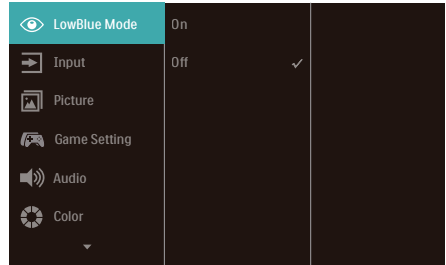 LowBlue Mode
On
Input
Off
Picture
Game Setting
Audio
Color